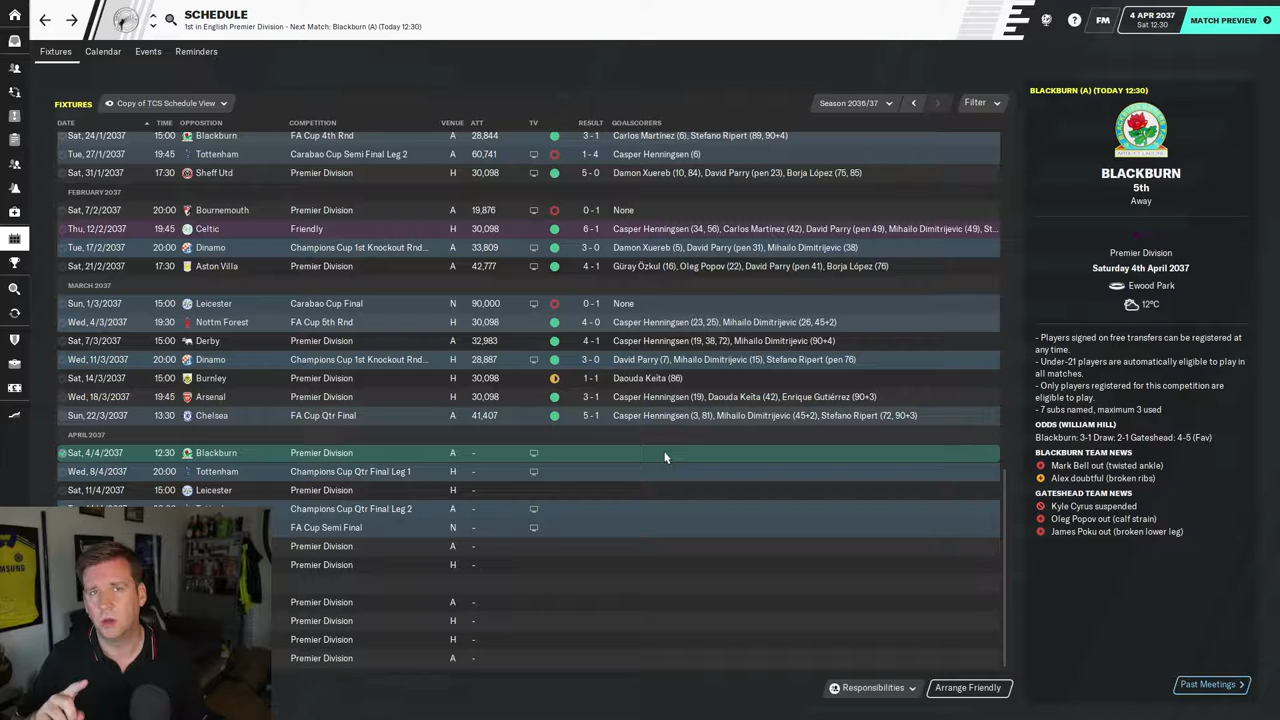 SCHEDULE
1st in English Premier Division - Next Match: Blackburn (A) (Today 12:30)
FM
4 APR 2037
Sat 12:30
MATCH PREVIEW
Fixtures Calendar Events Reminders
FIXTURES Copy of TCS Schedule View Season 2036/37 Filter
DATE TIME OPPOSITION COMPETITION VENUE ATT TV RESULT GOALSCORERS
Sat, 24/1/2037 15:00 Blackburn FA Cup 4th Rnd A 28,844 3 - 1 Carlos Martínez (6), Stefano Ripert (89, 90+4)
Tue, 27/1/2037 19:45 Tottenham Carabao Cup Semi Final Leg 2 A 60,741 1 - 4 Casper Henningsen (6)
Sat, 31/1/2037 17:30 Sheff Utd Premier Division H 30,098 5 - 0 Damon Xuereb (10, 84), David Parry (pen 23), Borja López (75, 85)
FEBRUARY 2037
Sat, 7/2/2037 20:00 Bournemouth Premier Division A 19,876 0 - 1 None
Thu, 12/2/2037 19:45 Celtic Friendly H 30,098 6 - 1 Casper Henningsen (34, 56), Carlos Martínez (42), David Parry (pen 49), Mihailo Dimitrijevic (49), St...
Tue, 17/2/2037 20:00 Dinamo Champions Cup 1st Knockout Rnd... A 33,809 3 - 0 Damon Xuereb (5), David Parry (pen 31), Mihailo Dimitrijevic (38)
Sat, 21/2/2037 17:30 Aston Villa Premier Division A 42,777 4 - 1 Güray Özkul (16), Oleg Popov (22), David Parry (pen 41), Borja López (76)
MARCH 2037
Sun, 1/3/2037 15:00 Leicester Carabao Cup Final N 90,000 0 - 1 None
Wed, 4/3/2037 19:30 Nottm Forest FA Cup 5th Rnd H 30,098 4 - 0 Casper Henningsen (23, 25), Mihailo Dimitrijevic (26, 45+2)
Sat, 7/3/2037 15:00 Derby Premier Division A 32,983 4 - 1 Casper Henningsen (19, 38, 72), Mihailo Dimitrijevic (90+4)
Wed, 11/3/2037 19:30 Dinamo Champions Cup 1st Knockout Rnd... H 28,887 3 - 0 David Parry (7), Mihailo Dimitrijevic (15), Stefano Ripert (pen 76)
Sat, 14/3/2037 15:00 Burnley Premier Division H 30,098 1 - 1 Daouda Keïta (86)
Wed, 18/3/2037 19:45 Arsenal Premier Division H 30,098 3 - 1 Casper Henningsen (19), Daouda Keïta (42), Enrique Gutiérrez (90+3)
Sun, 22/3/2037 13:30 Chelsea FA Cup Qtr Final A 41,407 5 - 1 Casper Henningsen (3, 81), Mihailo Dimitrijevic (45+2), Stefano Ripert (72, 90+3)
APRIL 2037
Sat, 4/4/2037 12:30 Blackburn Premier Division A -
Wed, 8/4/2037 20:00 Tottenham Champions Cup Qtr Final Leg 1 H -
Sat, 11/4/2037 15:00 Leicester Premier Division H -
Champions Cup Qtr Final Leg 2 A -
FA Cup Semi Final N -
Premier Division A -
Premier Division H -
Premier Division A -
Premier Division H -
Premier Division H -
Premier Division A -
Responsibilities Arrange Friendly
BLACKBURN (A) (TODAY 12:30)
BLACKBURN
5th
Away
Premier Division
Saturday 4th April 2037
Ewood Park
12°C
- Players signed on free transfers can be registered at
any time.
- Under-21 players are automatically eligible to play in
all matches.
- Only players registered for this competition are
eligible to play.
- 7 subs named, maximum 3 used
ODDS (WILLIAM HILL)
Blackburn: 3-1 Draw: 2-1 Gateshead: 4-5 (Fav)
BLACKBURN TEAM NEWS
Mark Bell out (twisted ankle)
Alex doubtful (broken ribs)
GATESHEAD TEAM NEWS
Kyle Cyrus suspended
Oleg Popov out (calf strain)
James Poku out (broken lower leg)
Past Meetings